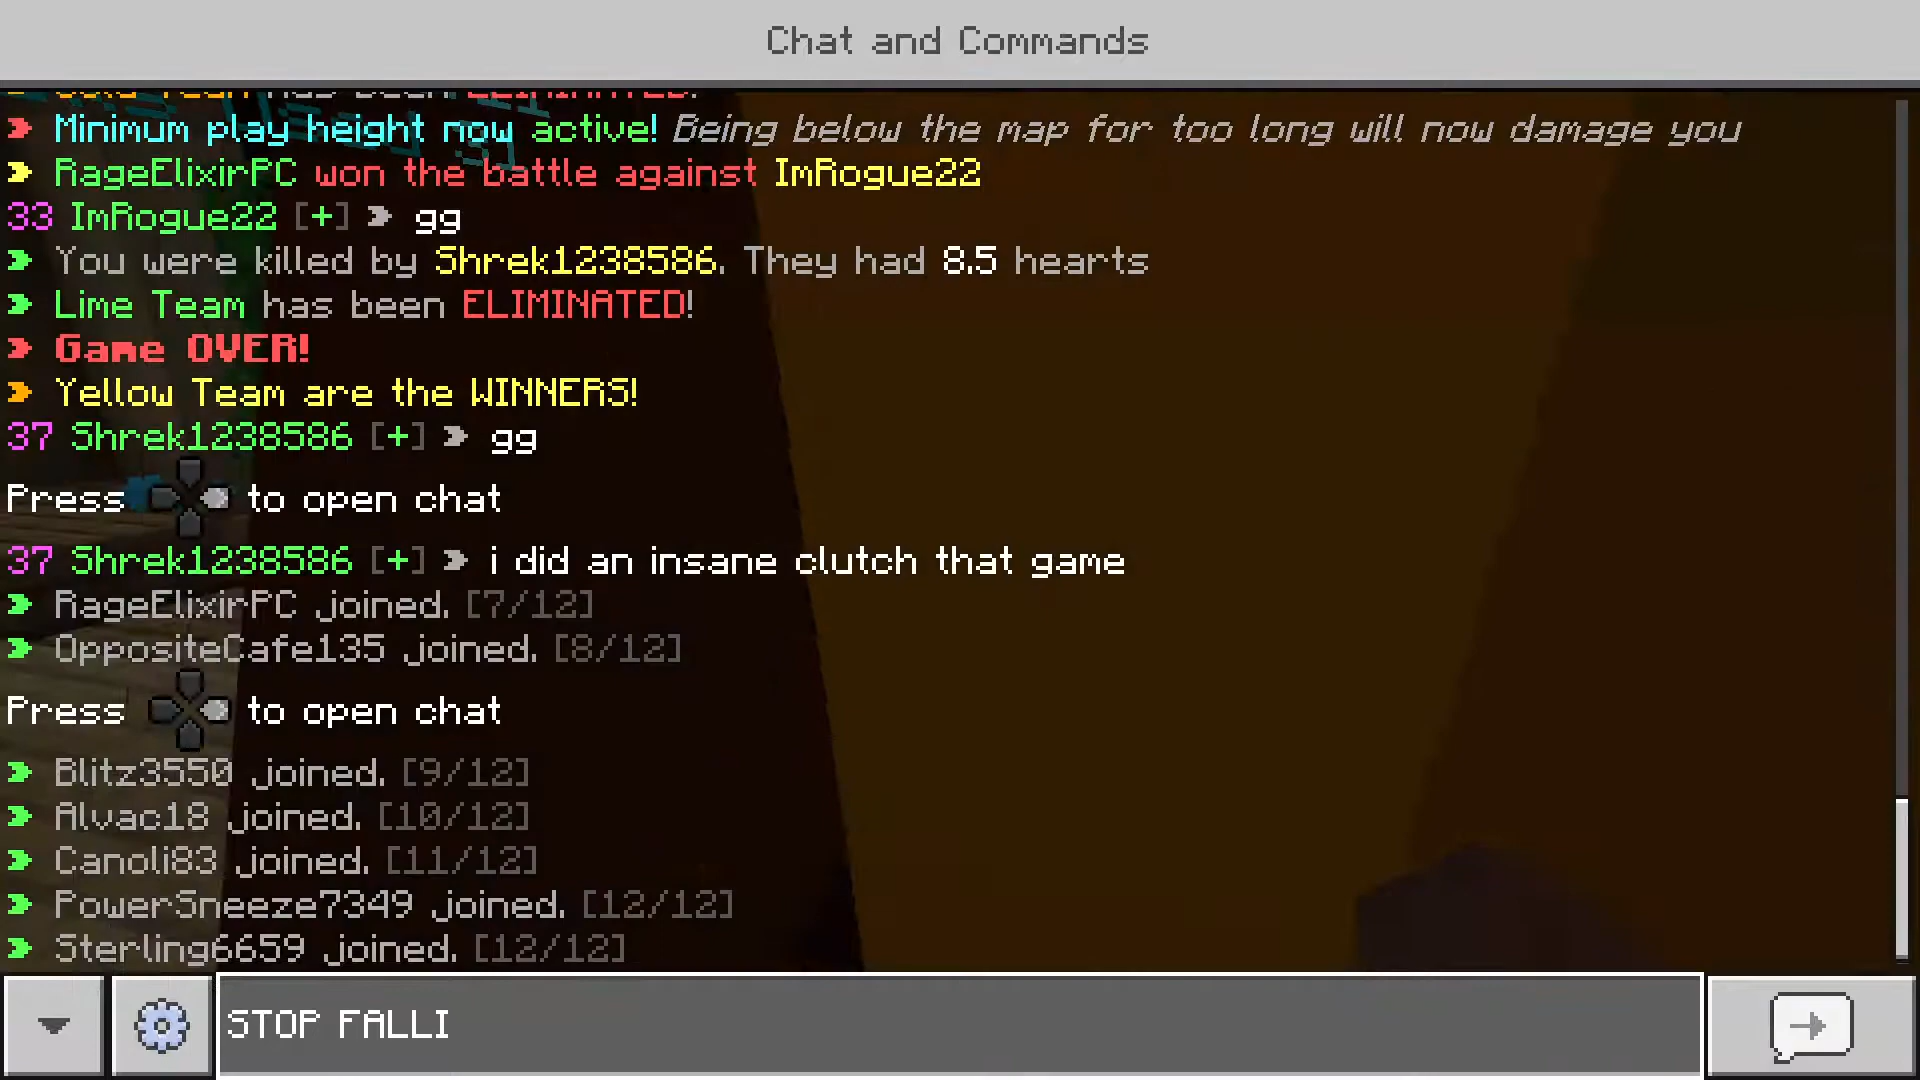 Chat and Commands
Gold Team has been ELIMINATED!
Minimum play height now active! Being below the map for too long will now damage you
RageElixirPC won the battle against ImRogue22
33 ImRogue22 [+] gg
You were killed by Shrek1238586. They had 8.5 hearts
Lime Team has been ELIMINATED!
Game OVER!
Yellow Team are the WINNERS!
37 Shrek1238586 [+] gg
Press to open chat
37 Shrek1238586 [+] i did an insane clutch that game
RageElixirPC joined. [7/12]
OppositeCafe135 joined. [8/12]
Press to open chat
Blitz3550 joined. [9/12]
Alvac18 joined. [10/12]
Canoli83 joined. [11/12]
PowerSneeze7349 joined. [12/12]
Sterling6659 joined. [12/12]
STOP FALLI